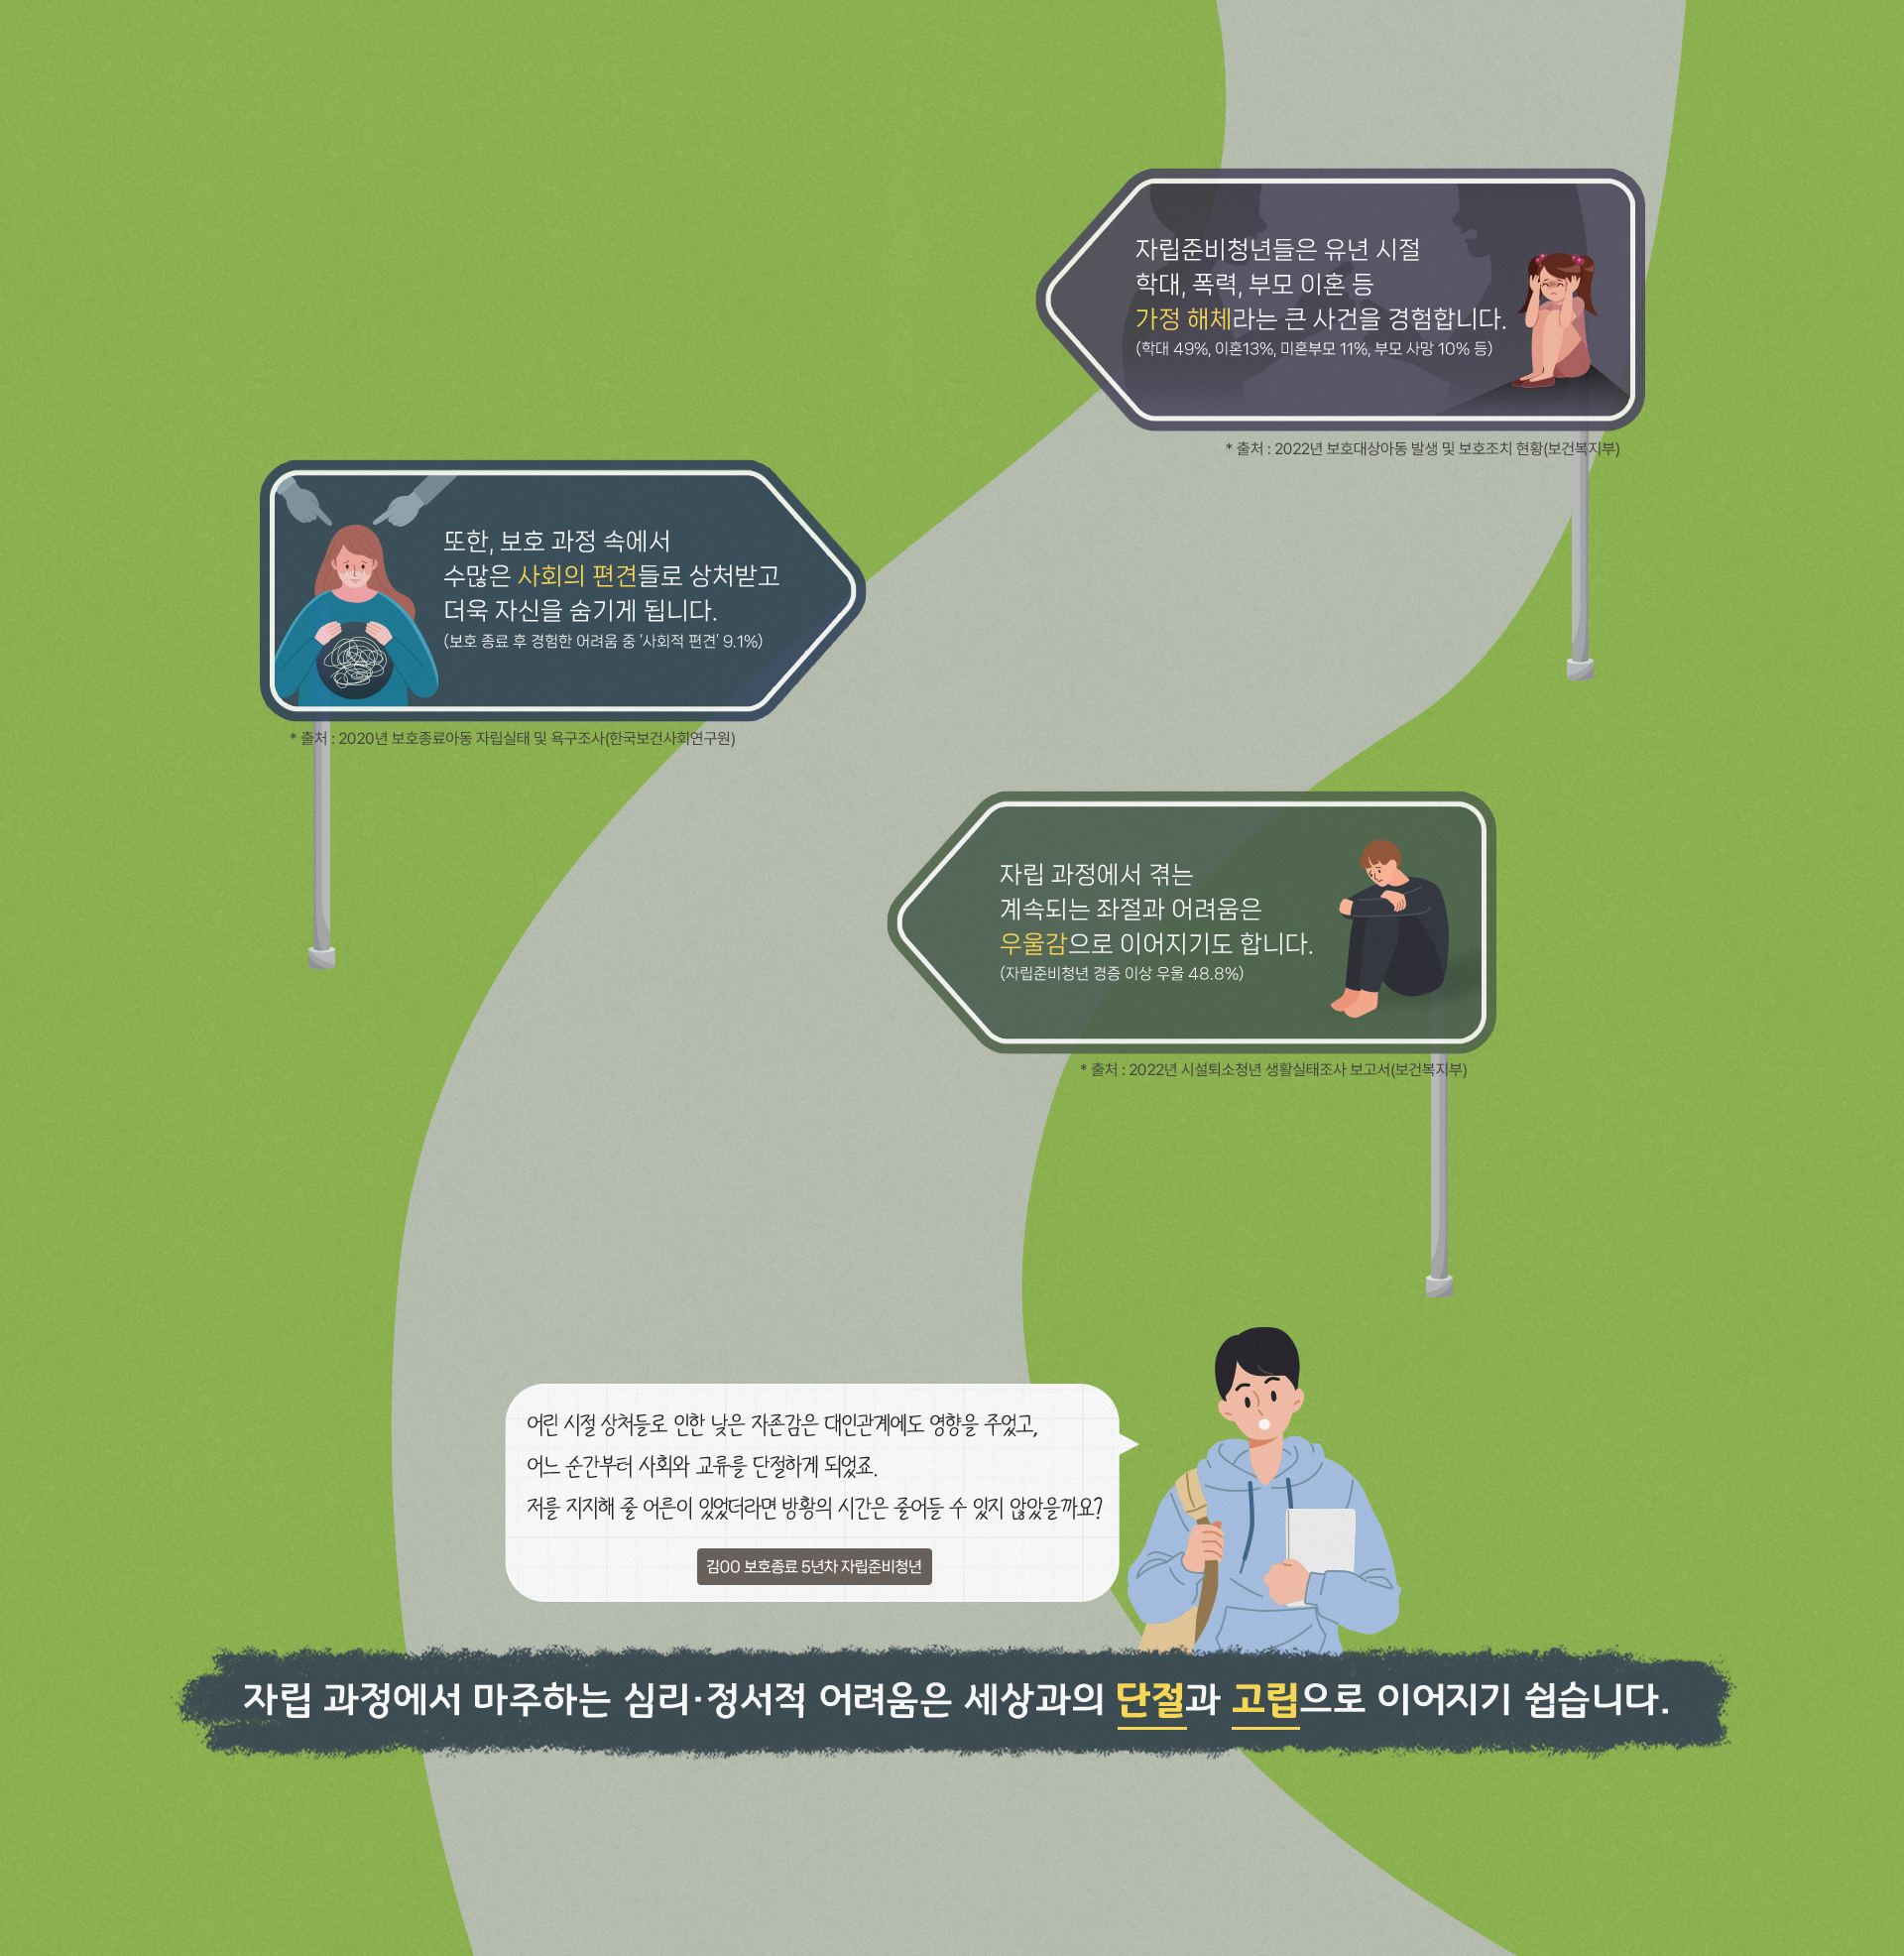 자립준비청년들은 유년 시절
학대, 폭력, 부모 이혼 등
가정 해체라는 큰 사건을 경험합니다.
(학대 49%, 이혼13%, 미혼부모 11%, 부모 사망 10% 등)
* 출처 : 2022년 보호대상아동 발생 및 보호조치 현황(보건복지부)
또한, 보호 과정 속에서
수많은 사회의 편견들로 상처받고
더욱 자신을 숨기게 됩니다.
(보호 종료 후 경험한 어려움 중 '사회적 편견' 9.1%)
* 출처 : 2020년 보호종료아동 자립실태 및 욕구조사(한국보건사회연구원)
자립 과정에서 겪는
계속되는 좌절과 어려움은
우울감으로 이어지기도 합니다.
(자립준비청년 경증 이상 우울 48.8%)
* 출처 : 2022년 시설퇴소청년 생활실태조사 보고서(보건복지부)
어린 시절 상처들로 인한 낮은 자존감은 대인관계에도 영향을 주었고,
어느 순간부터 사회와 교류를 단절하게 되었죠.
저를 지지해 줄 어른이 있었더라면 방황의 시간은 줄어들 수 있지 않았을까요?
김OO 보호종료 5년차 자립준비청년
자립 과정에서 마주하는 심리·정서적 어려움은 세상과의 단절과 고립으로 이어지기 쉽습니다.